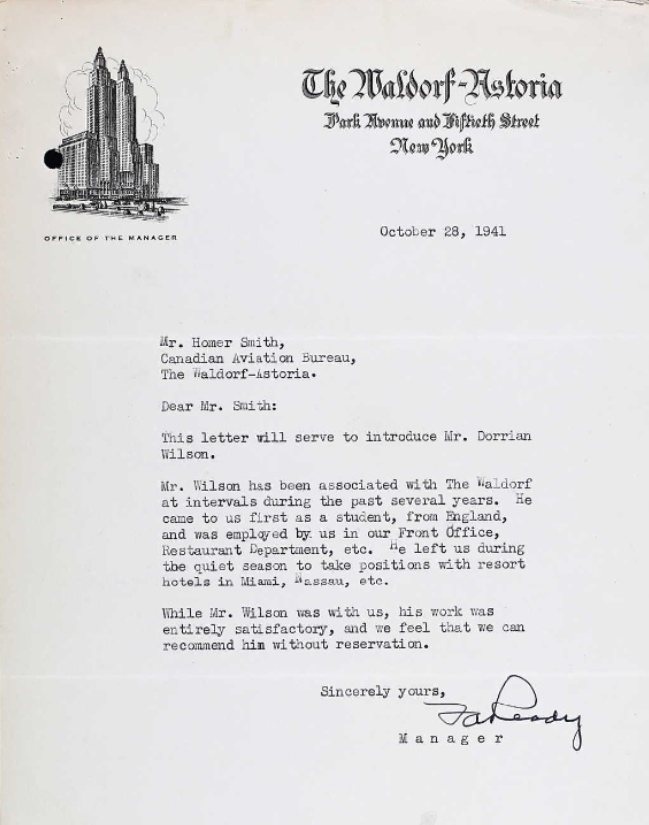 The Waldorf-Astoria
Park Avenue and Fiftieth Street
New York
OFFICE OF THE MANAGER
October 28, 1941
Mr. Homer Smith,
Canadian Aviation Bureau,
The Waldorf-Astoria.
Dear Mr. Smith:
This letter will serve to introduce Mr. Dorrian
Wilson.
Mr. Wilson has been associated with The Waldorf
at intervals during the past several years. He
came to us first as a student, from England,
and was employed by us in our Front Office,
Restaurant Department, etc. He left us during
the quiet season to take positions with resort
hotels in Miami, Nassau, etc.
While Mr. Wilson was with us, his work was
entirely satisfactory, and we feel that we can
recommend him without reservation.
Sincerely yours,
Manager